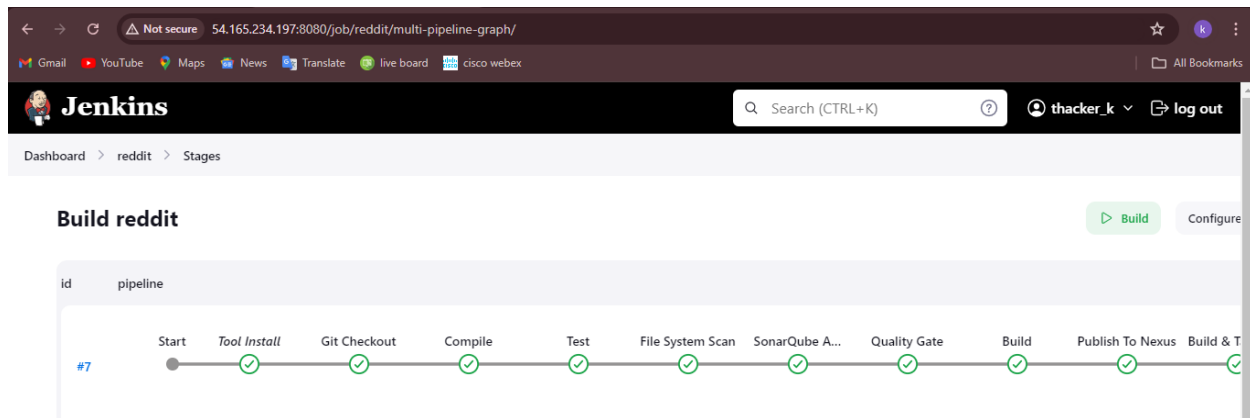 Not secure 54.165.234.197:8080/job/reddit/multi-pipeline-graph/ k
Gmail YouTube Maps News Translate live board cisco webex All Bookmarks
Jenkins Search (CTRL+K) ? thacker_k log out
Dashboard > reddit > Stages
Build reddit Build Configure
id pipeline
Start Tool Install Git Checkout Compile Test File System Scan SonarQube A... Quality Gate Build Publish To Nexus Build & T
#7